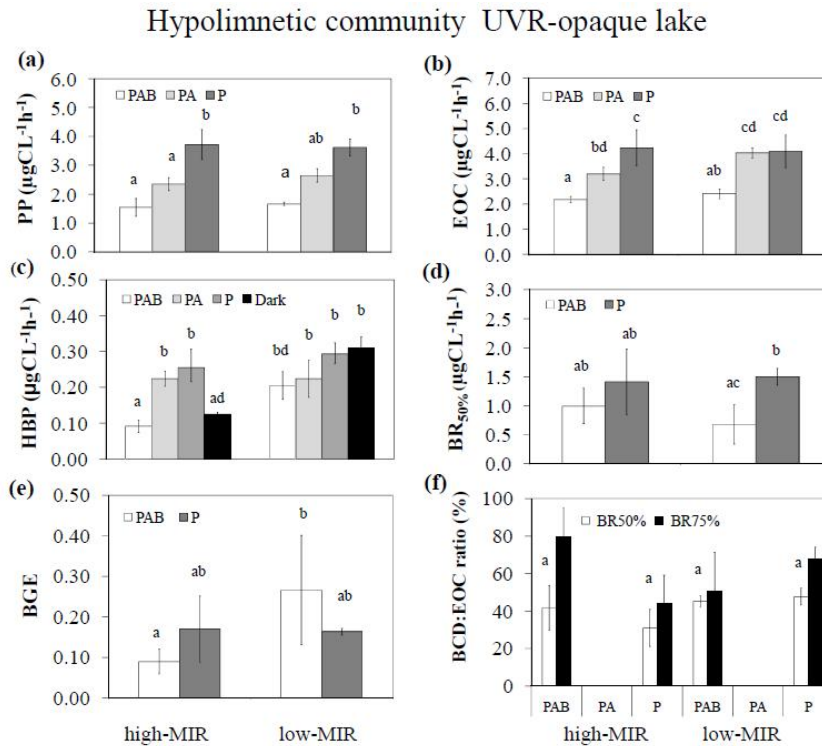 Hypolimnetic community UVR-opaque lake
(a)
PAB PA P
PP (µgCL⁻¹h⁻¹)
6.0
5.0
4.0
3.0
2.0
1.0
0.0
a a b a ab b
(b)
PAB PA P
EOC (µgCL⁻¹h⁻¹)
7.0
6.0
5.0
4.0
3.0
2.0
1.0
0.0
a bd c ab cd cd
(c)
PAB PA P Dark
HBP (µgCL⁻¹h-¹)
0.50
0.40
0.30
0.20
0.10
0.00
a b b ad bd b b b
(d)
PAB P
BR50% (µgCL⁻¹h-¹)
3.0
2.5
2.0
1.5
1.0
0.5
0.0
ab ab ac b
(e)
PAB P
BGE
0.50
0.40
0.30
0.20
0.10
0.00
a ab b ab
high-MIR low-MIR
(f)
BR50% BR75%
BCD:EOC ratio (%)
100
80
60
40
20
0
a a a a
PAB PA P PAB PA P
high-MIR low-MIR